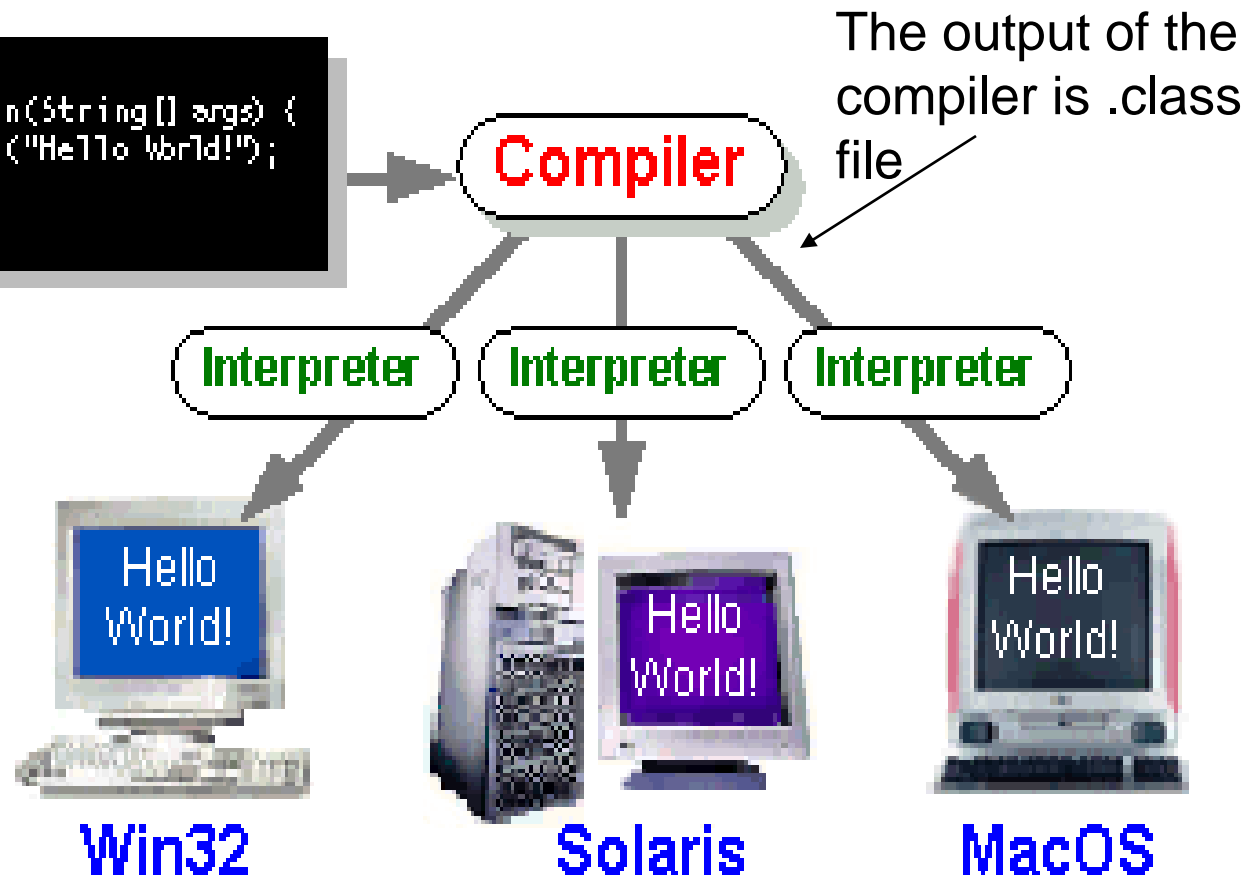 The output of the
compiler is .class
file
n(String[] args) {
("Hello World!");
Compiler
Interpreter
Interpreter
Interpreter
Hello
World!
Hello
World!
Hello
World!
Win32
Solaris
MacOS